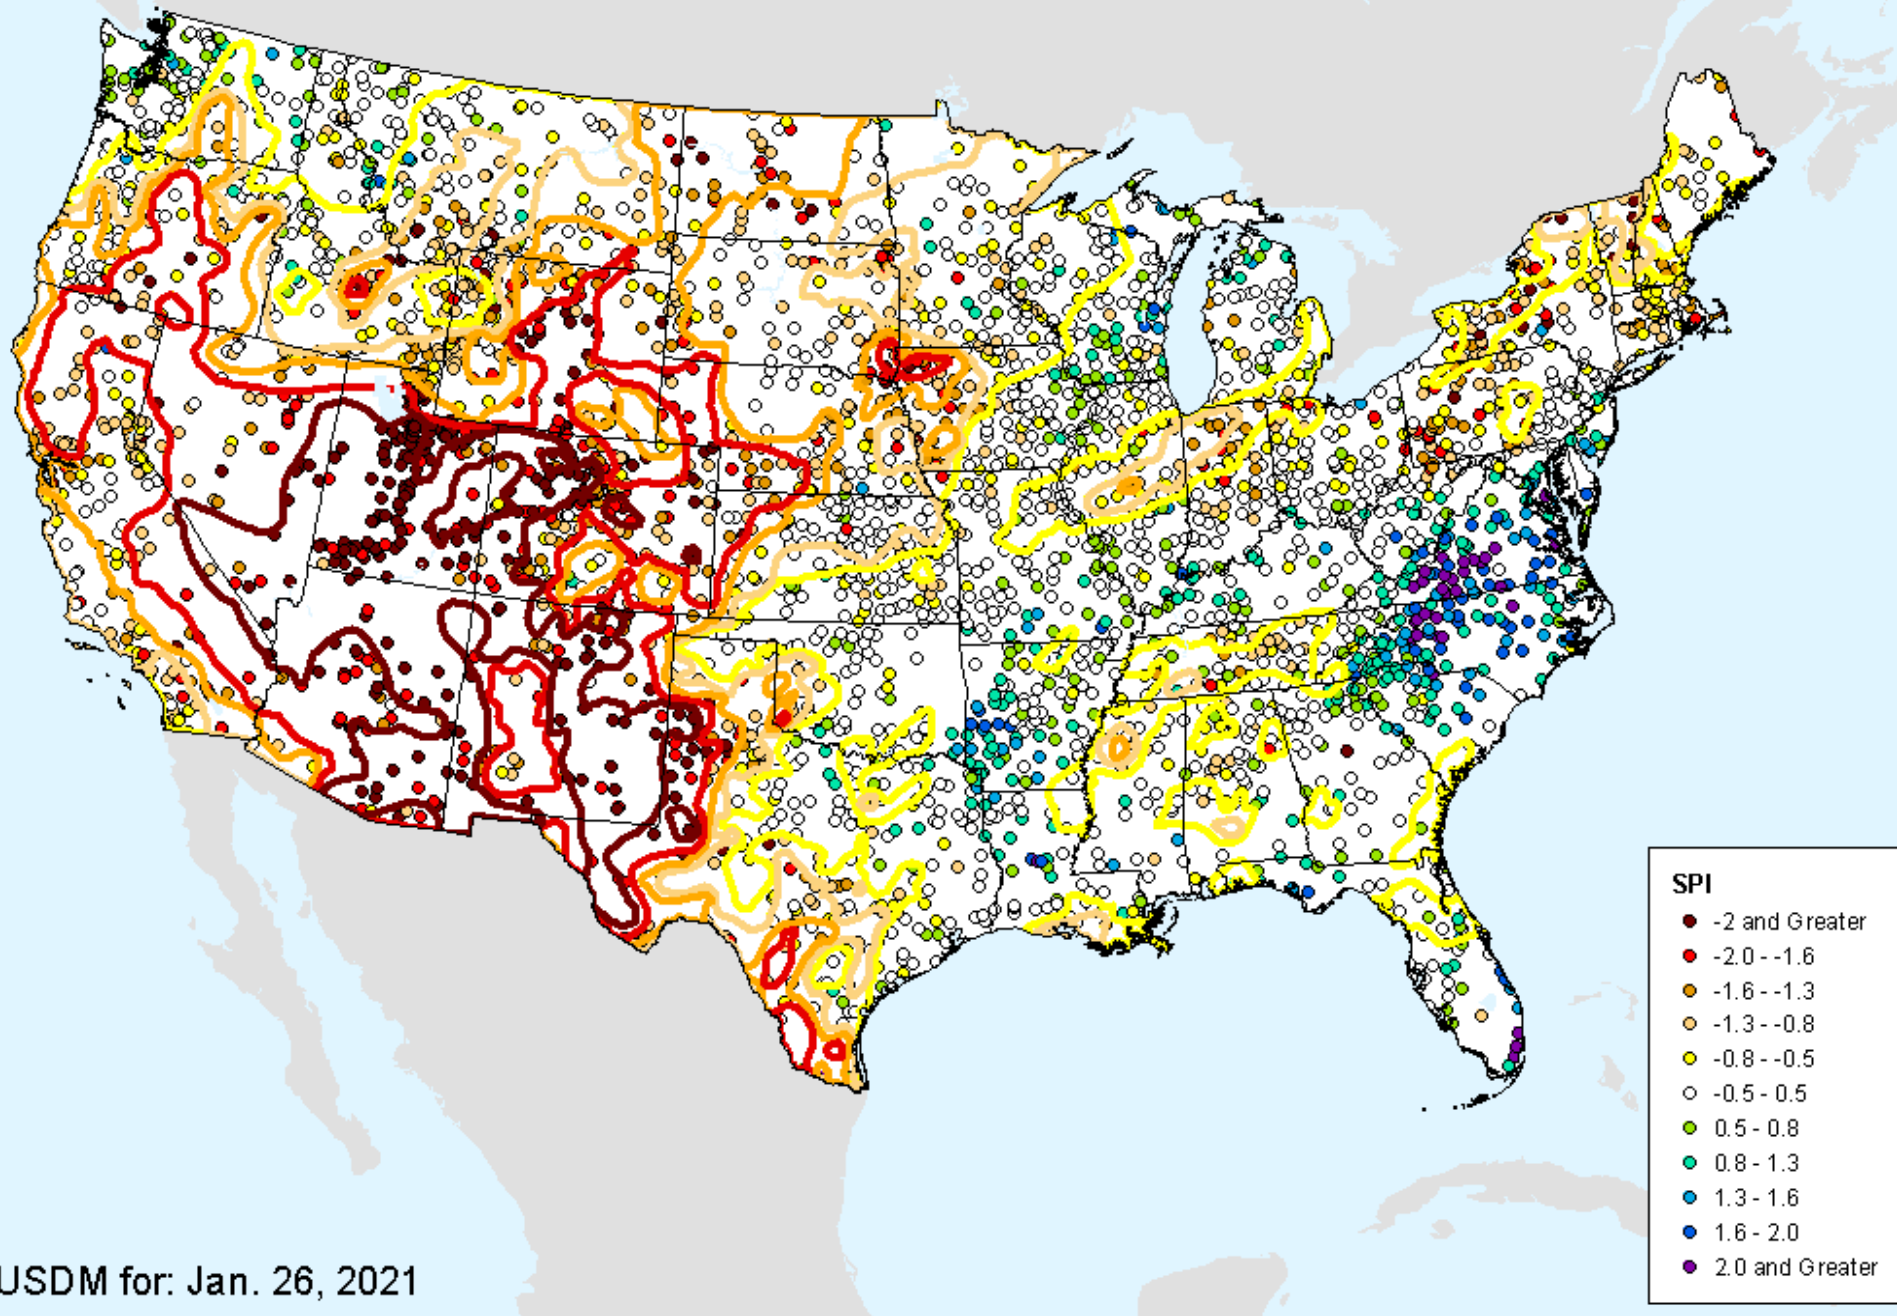 SPI
-2 and Greater
-2.0 - -1.6
-1.6 - -1.3
-1.3 - -0.8
-0.8 - -0.5
-0.5 - 0.5
0.5 - 0.8
0.8 - 1.3
1.3 - 1.6
1.6 - 2.0
2.0 and Greater
USDM for: Jan. 26, 2021